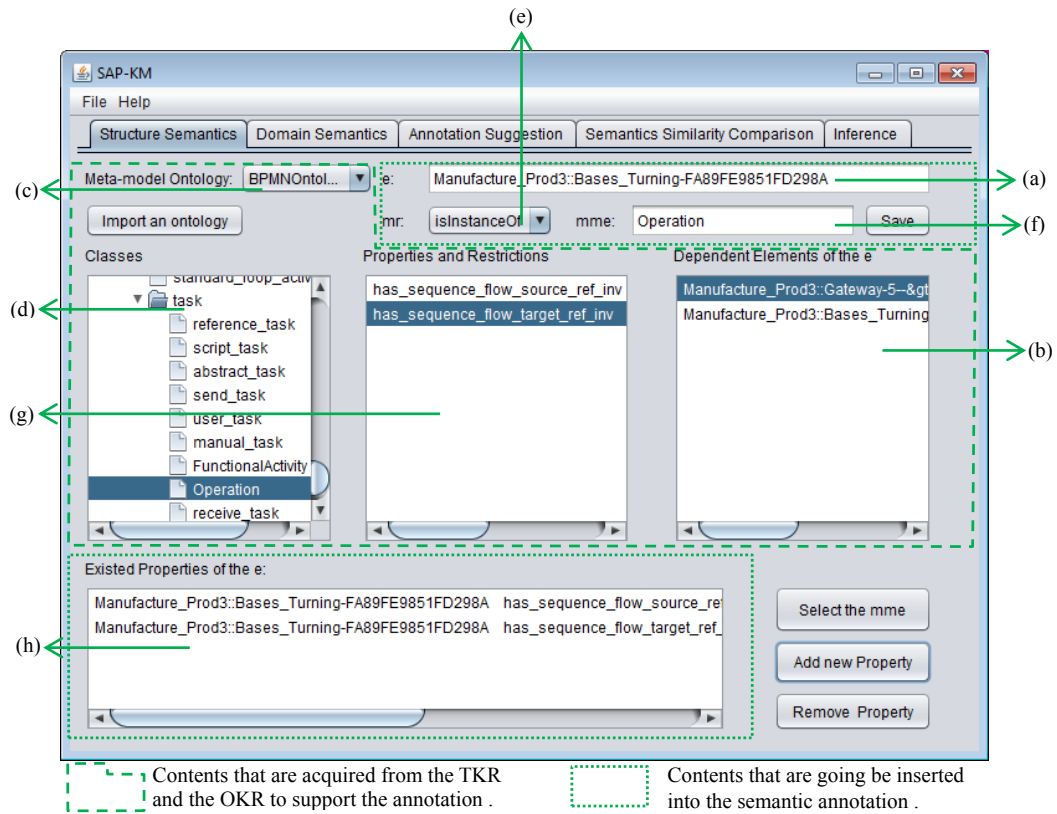 (e)
SAP-KM
File Help
Structure Semantics Domain Semantics Annotation Suggestion Semantics Similarity Comparison Inference
Meta-model Ontology: BPMNOntol... e: Manufacture_Prod3::Bases_Turning-FA89FE9851FD298A
(c)
(a)
Import an ontology mr: isInstanceOf mme: Operation Save
(f)
Classes Properties and Restrictions Dependent Elements of the e
standard_loop_activ
task
reference_task
script_task
abstract_task
send_task
user_task
manual_task
FunctionalActivity
Operation
receive_task
(d)
(g)
has_sequence_flow_source_ref_inv
has_sequence_flow_target_ref_inv
Manufacture_Prod3::Gateway-5--&gt
Manufacture_Prod3::Bases_Turning
(b)
Existed Properties of the e:
Manufacture_Prod3::Bases_Turning-FA89FE9851FD298A has_sequence_flow_source_ref
Manufacture_Prod3::Bases_Turning-FA89FE9851FD298A has_sequence_flow_target_ref_
(h)
Select the mme
Add new Property
Remove Property
Contents that are acquired from the TKR
and the OKR to support the annotation .
Contents that are going be inserted
into the semantic annotation .